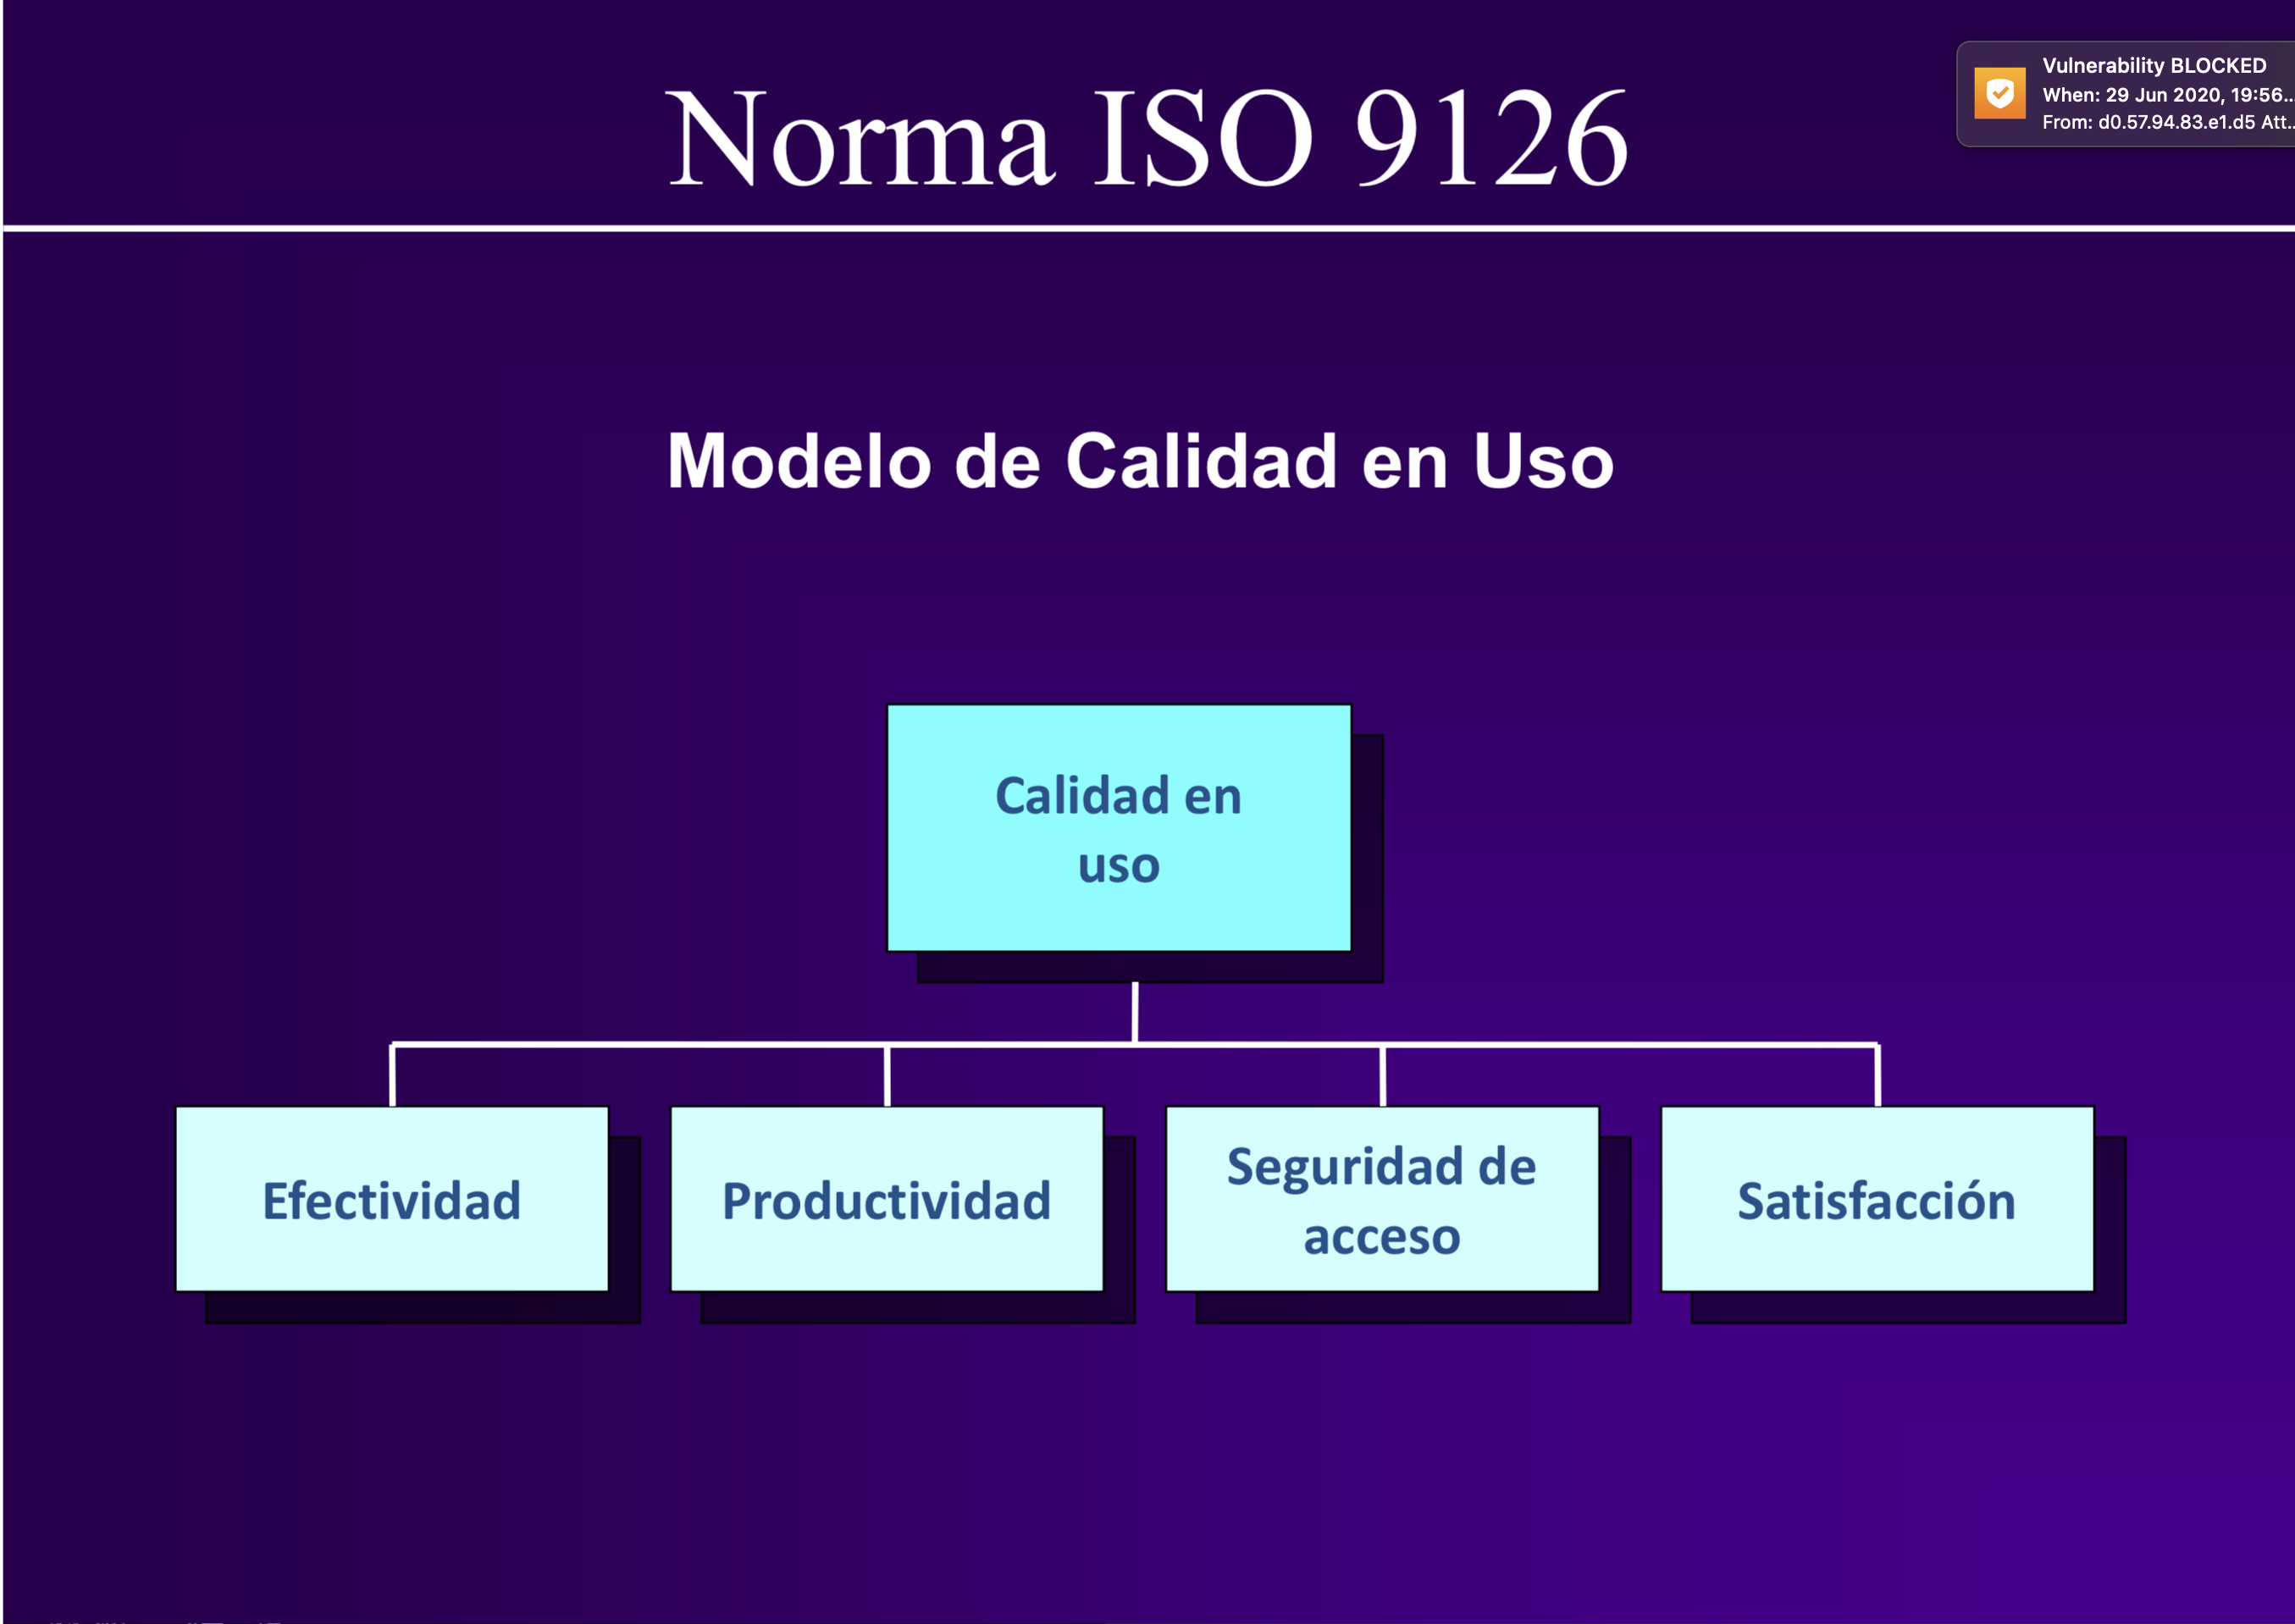 Norma ISO 9126
Vulnerability BLOCKED
When: 29 Jun 2020, 19:56...
From: d0.57.94.83.e1.d5 Att...
Modelo de Calidad en Uso
Calidad en
uso
Efectividad
Productividad
Seguridad de
acceso
Satisfacción